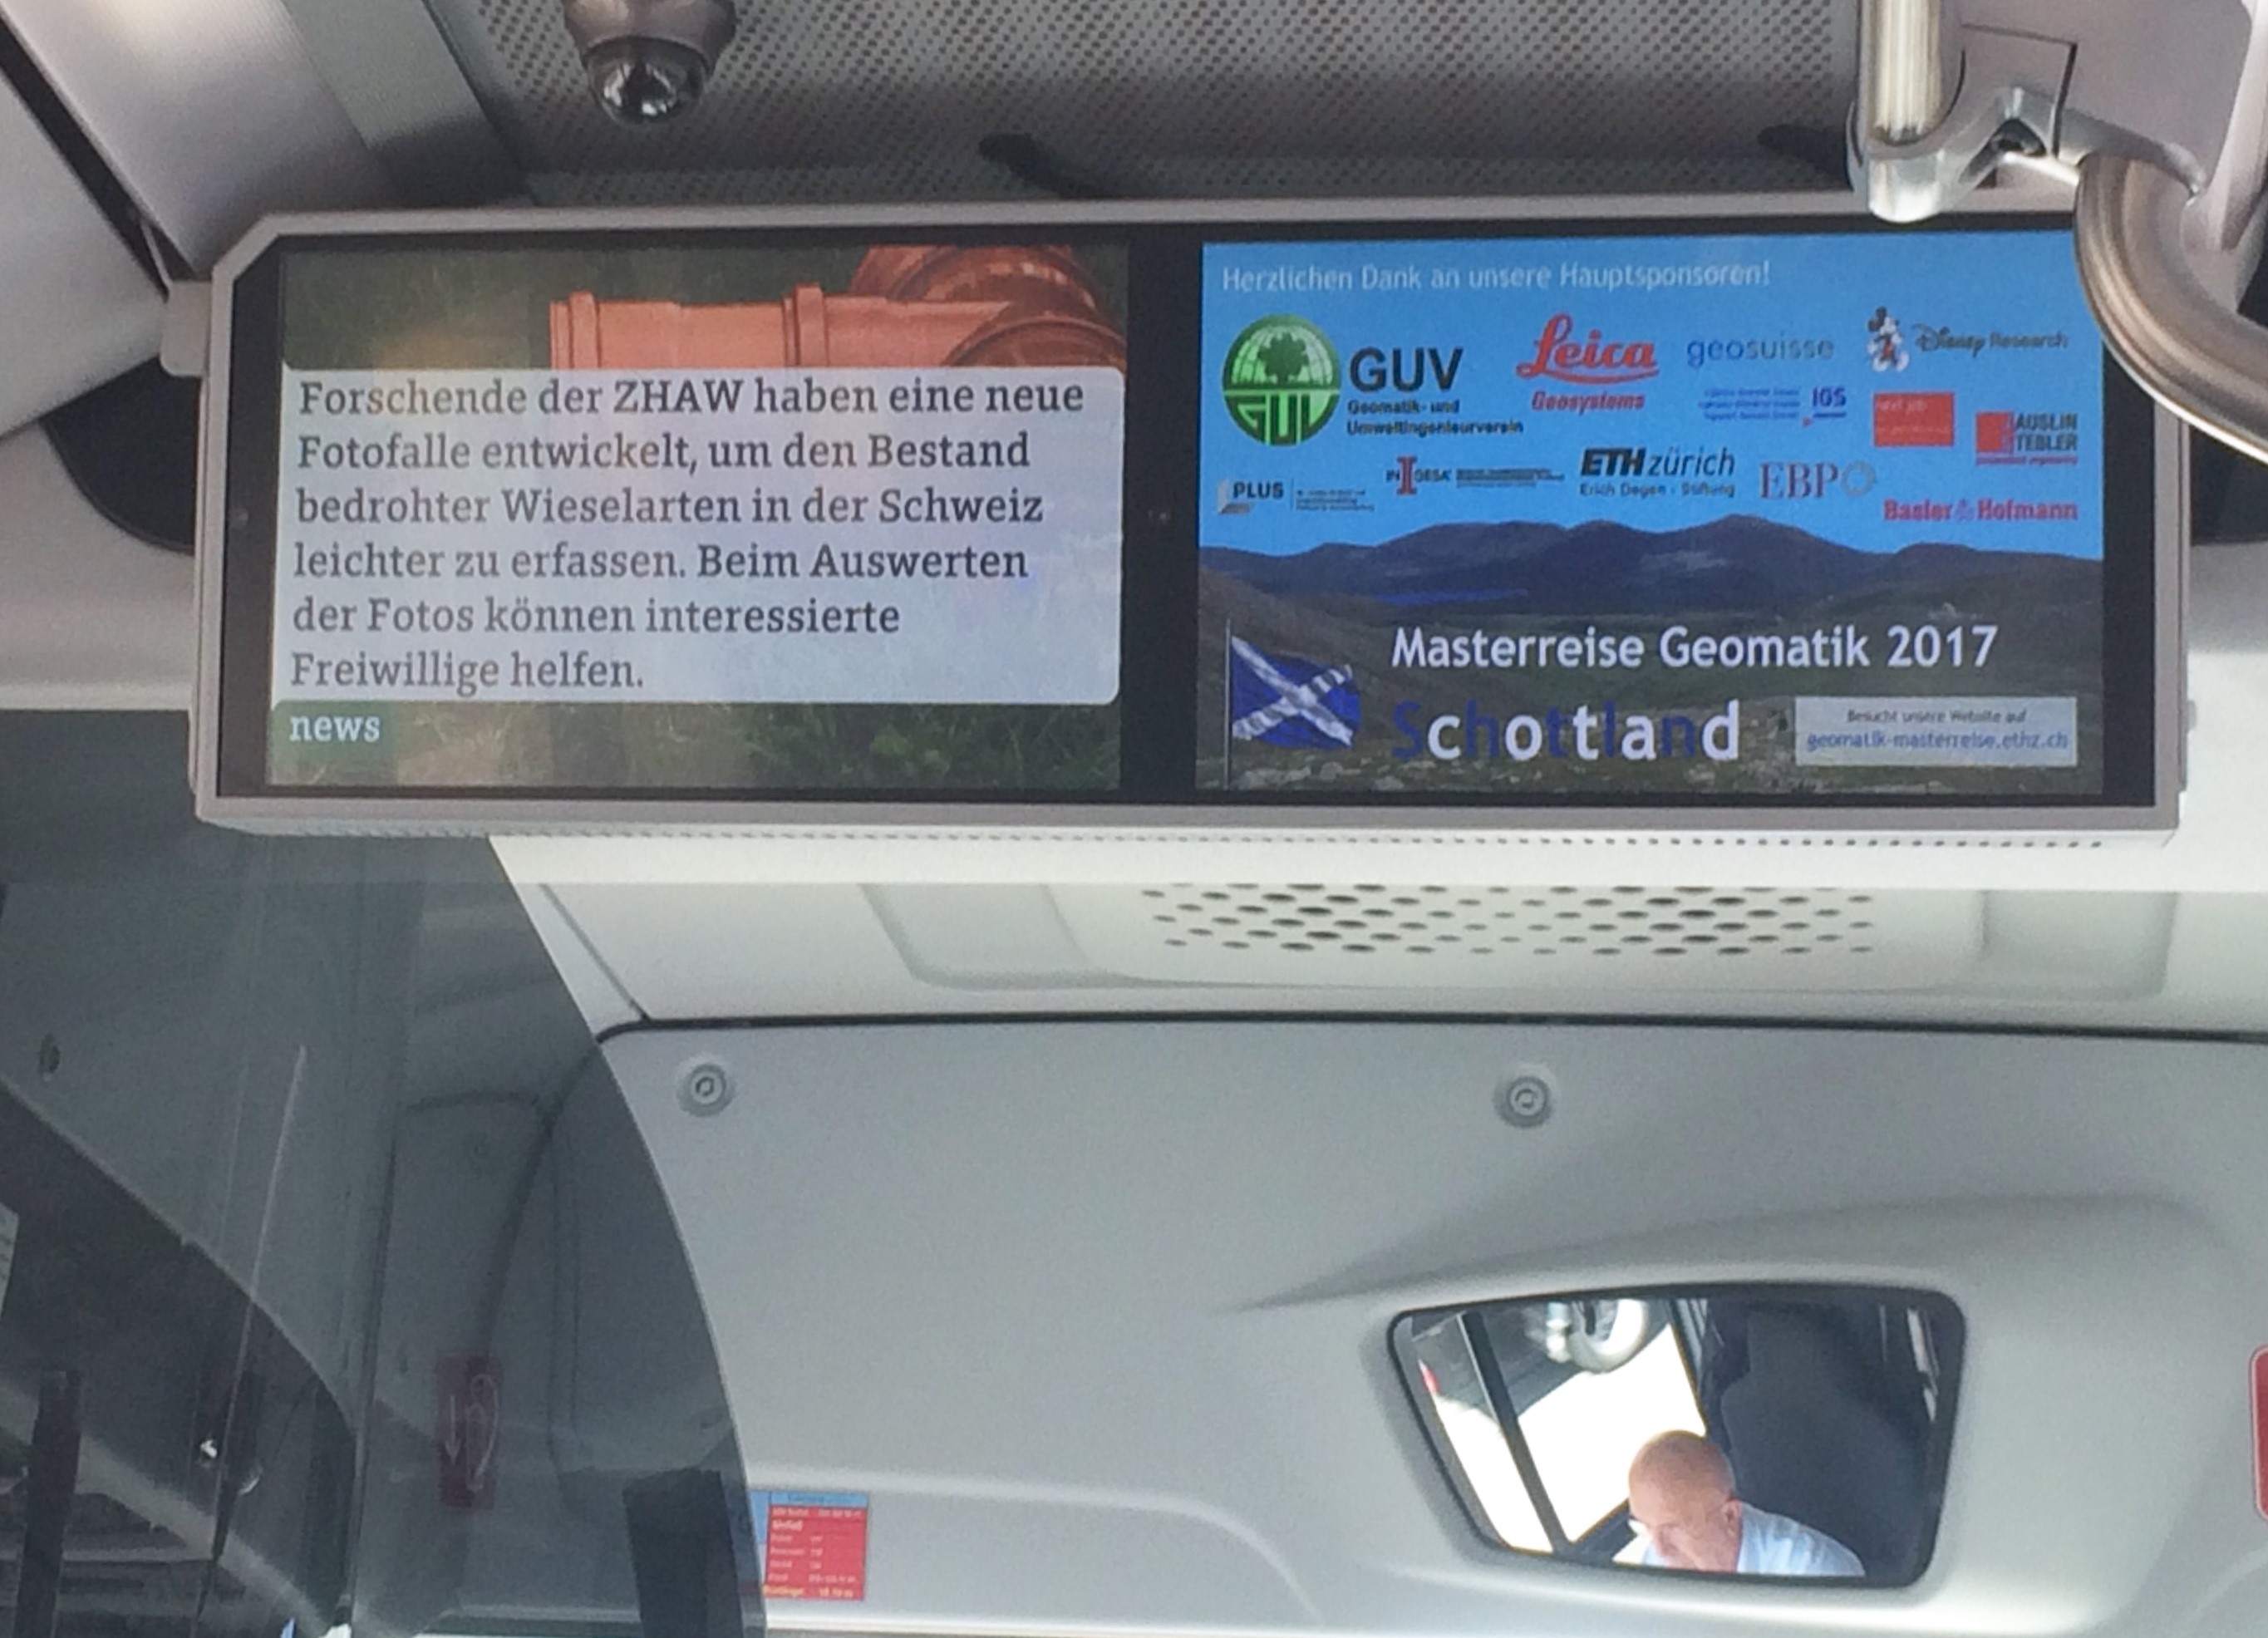 Forschende der ZHAW haben eine neue
Fotofalle entwickelt, um den Bestand
bedrohter Wieselarten in der Schweiz
leichter zu erfassen. Beim Auswerten
der Fotos können interessierte
Freiwillige helfen.
news
Herzlichen Dank an unsere Hauptsponsoren!
GUV
GUV
Geomatik- und
Umweltingenieurverein
Leica
Geosystems
geosuisse
Disney Research
IGS
PLUS
ETH zürich
Erich Degen - Stiftung
EBP
Basler & Hofmann
Masterreise Geomatik 2017
Schottland
Besucht unsere Website auf
geomatik-masterreise.ethz.ch